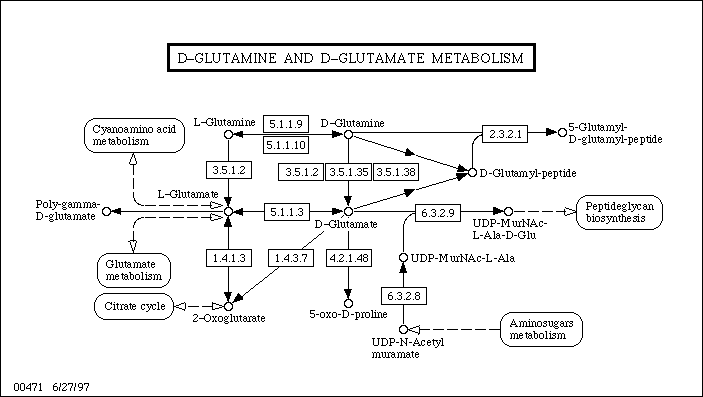 D–GLUTAMINE AND D–GLUTAMATE METABOLISM
Cyanoamino acid
metabolism
L-Glutamine
5.1.1.9
5.1.1.10
D-Glutamine
2.3.2.1
5-Glutamyl-
D-glutamyl-peptide
3.5.1.2
3.5.1.2
3.5.1.35
3.5.1.38
D-Glutamyl-peptide
L-Glutamate
Poly-gamma-
D-glutamate
5.1.1.3
D-Glutamate
6.3.2.9
UDP-MurNAc-
L-Ala-D-Glu
Peptideglycan
biosynthesis
Glutamate
metabolism
1.4.1.3
1.4.3.7
4.2.1.48
UDP-MurNAc-L-Ala
Citrate cycle
2-Oxoglutarate
5-oxo-D-proline
6.3.2.8
UDP-N-Acetyl
muramate
Aminosugars
metabolism
00471 6/27/97